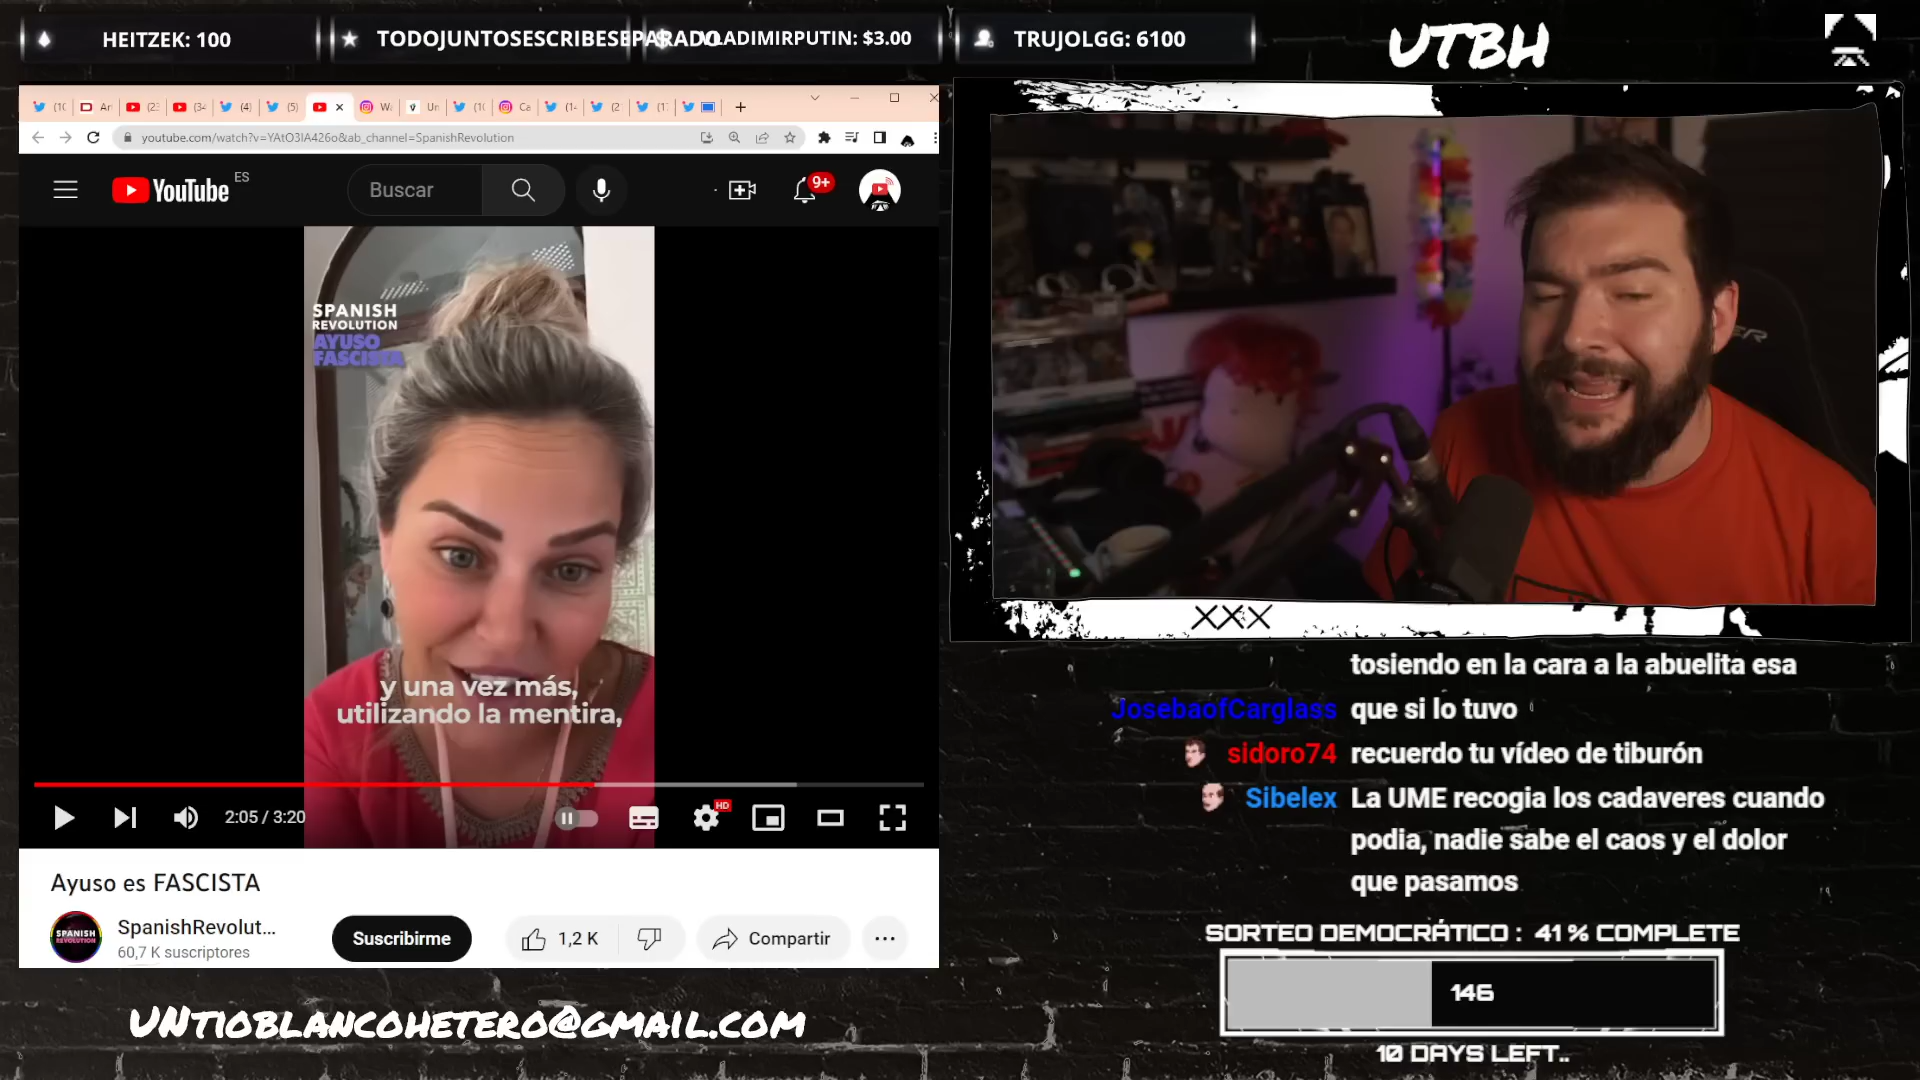 HEITZEK: 100
TODOJUNTOSESCRIBESEPARADO
VLADIMIRPUTIN: $3.00
TRUJOLGG: 6100
UTBH
youtube.com/watch?v=YAtO3IA426o&ab_channel=SpanishRevolution
YouTube ES
Buscar
9+
SPANISH
REVOLUTION
AYUSO
FASCISTA
y una vez más,
utilizando la mentira,
2:05 / 3:20
HD
Ayuso es FASCISTA
SPANISH
REVOLUTION
SpanishRevolut...
60,7 K suscriptores
Suscribirme
1,2 K
Compartir
XXX
tosiendo en la cara a la abuelita esa
JosebaofCarglass que si lo tuvo
sidoro74 recuerdo tu vídeo de tiburón
Sibelex La UME recogia los cadaveres cuando
podia, nadie sabe el caos y el dolor
que pasamos
SORTEO DEMOCRÁTICO : 41% COMPLETE
146
10 DAYS LEFT..
UNTIOBLANCOHETERO@GMAIL.COM